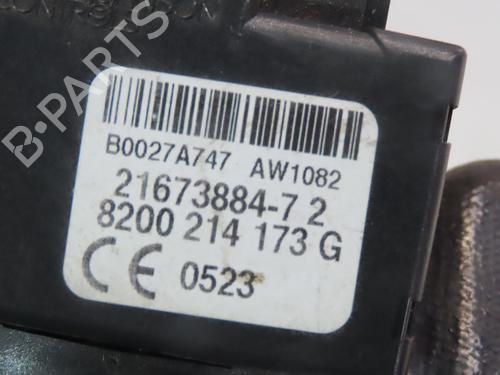 B-PARTS
B0027A747 AW1082
21673884-7 2
8200 214 173 G
CE 0523